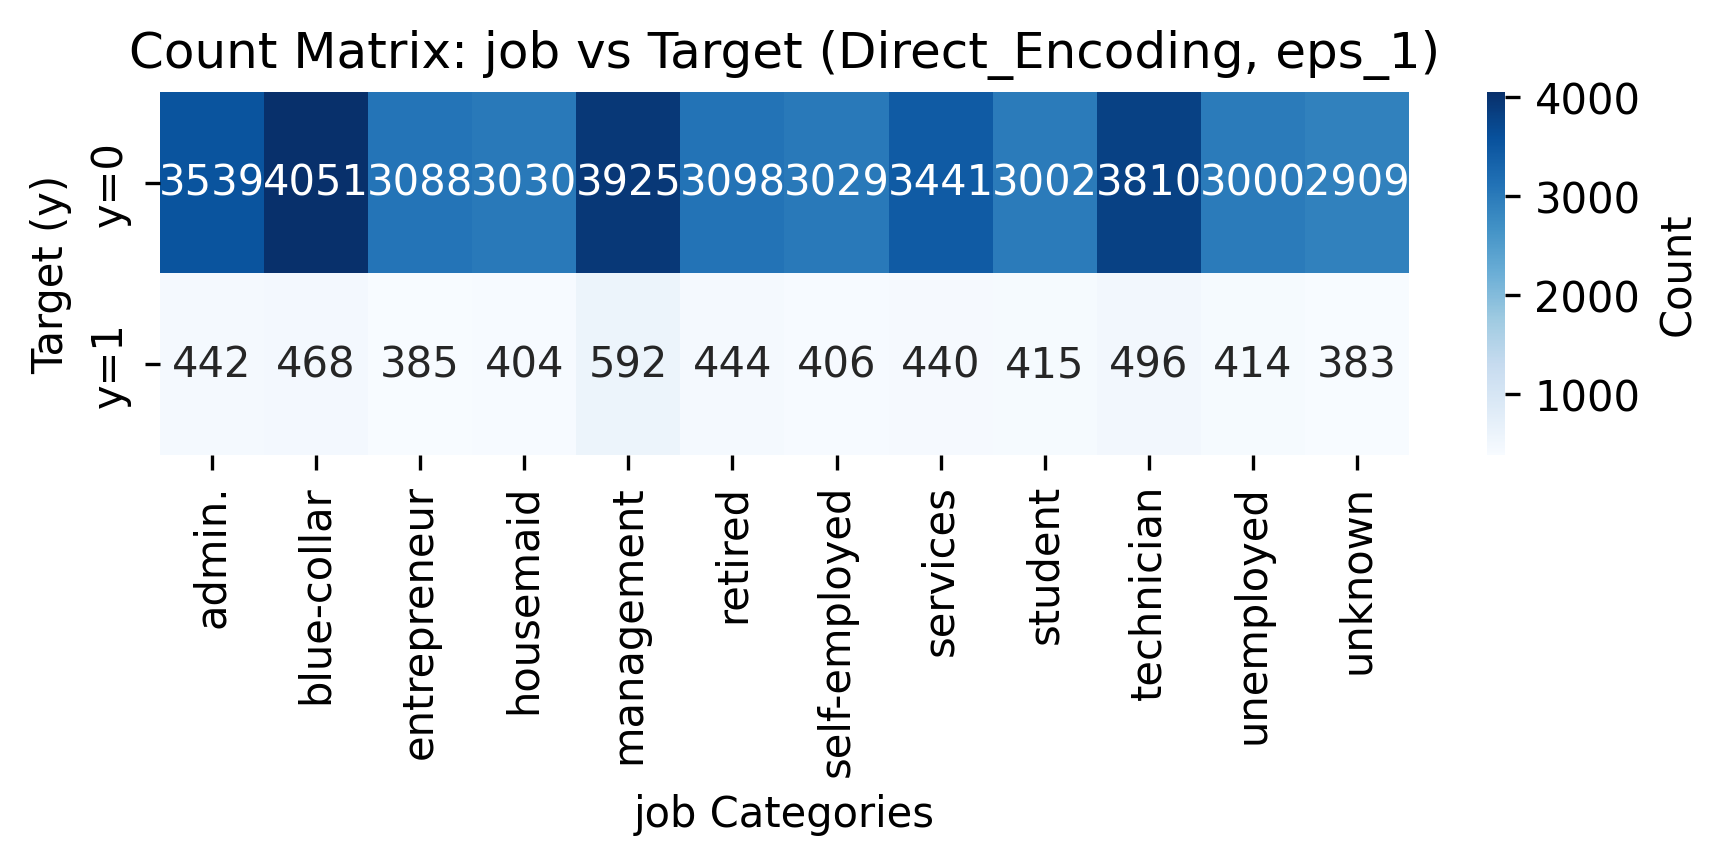 Count Matrix: job vs Target (Direct_Encoding, eps_1)
Target (y)
y=0
3539 4051 3088 3030 3925 3098 3029 3441 3002 3810 3000 2909
y=1
442 468 385 404 592 444 406 440 415 496 414 383
admin.
blue-collar
entrepreneur
housemaid
management
retired
self-employed
services
student
technician
unemployed
unknown
job Categories
4000
3000
2000
1000
Count